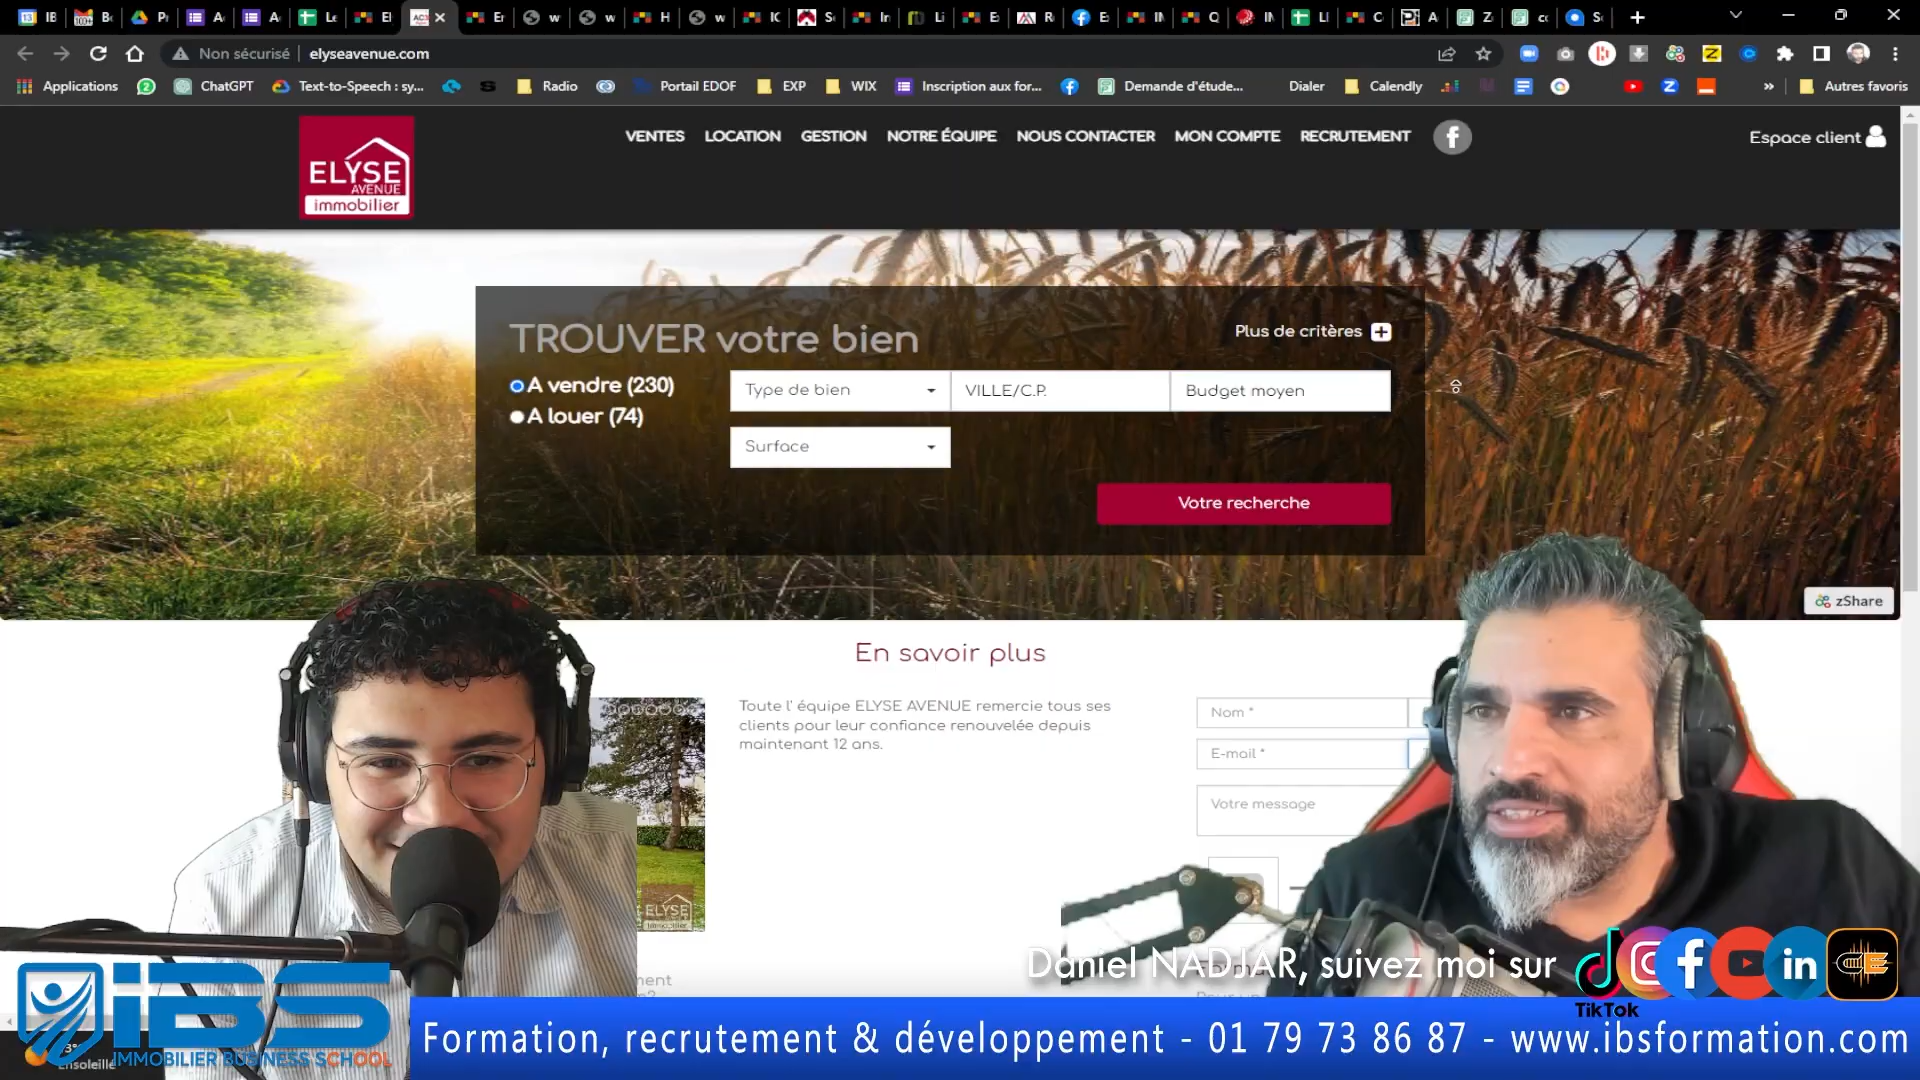 Non sécurisé
elyseavenue.com
Applications
ChatGPT
Text-to-Speech : sy...
Radio
Portail EDOF
EXP
WIX
Inscription aux for...
Demande d'étude...
Dialer
Calendly
»
Autres favoris
ELYSE
AVENUE
immobilier
VENTES
LOCATION
GESTION
NOTRE ÉQUIPE
NOUS CONTACTER
MON COMPTE
RECRUTEMENT
Espace client
TROUVER votre bien
Plus de critères
A vendre (230)
A louer (74)
Type de bien
VILLE/C.P.
Budget moyen
Surface
Votre recherche
zShare
En savoir plus
Toute l' équipe ELYSE AVENUE remercie tous ses
clients pour leur confiance renouvelée depuis
maintenant 12 ans.
Nom *
E-mail *
Votre message
ELYSE
immobilier
Daniel NADJAR, suivez moi sur
TikTok
iBS
IMMOBILIER BUSINESS SCHOOL
Formation, recrutement & développement - 01 79 73 86 87 - www.ibsformation.com